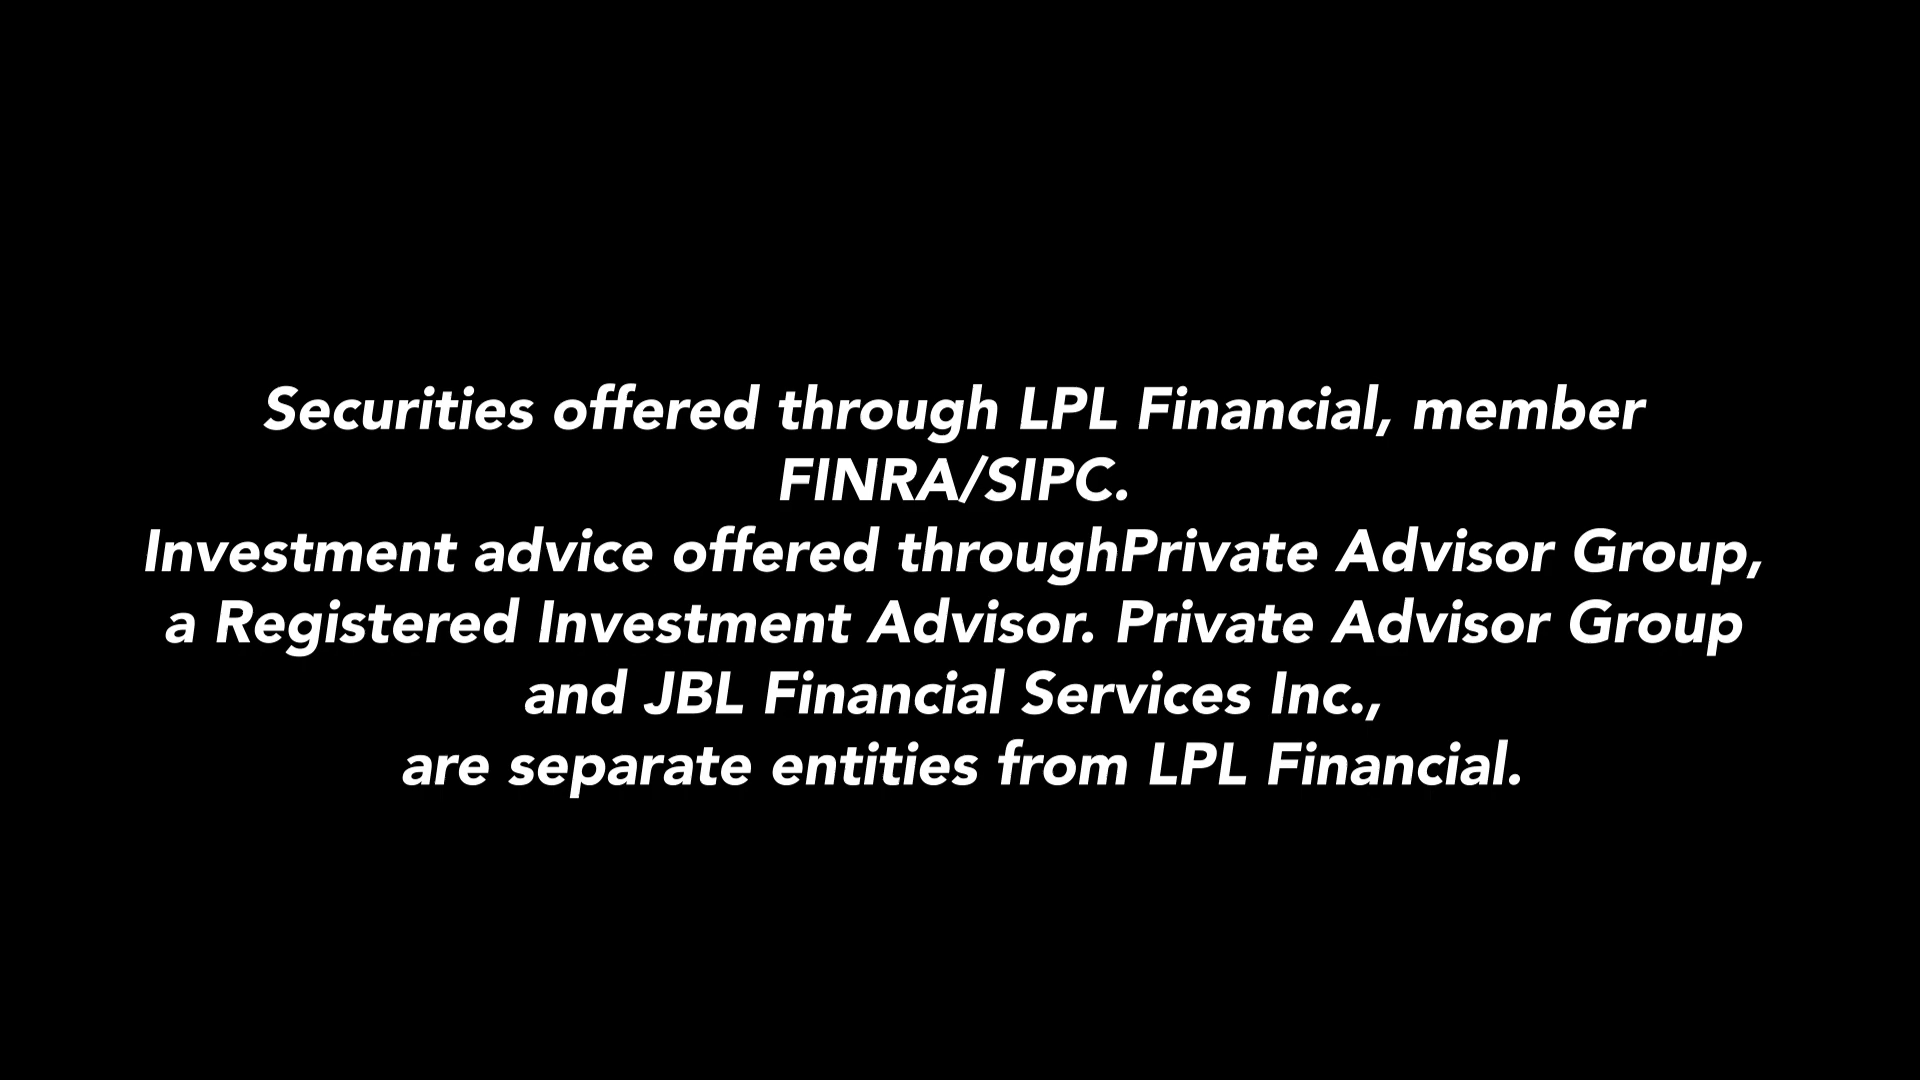 Securities offered through LPL Financial, member
FINRA/SIPC.
Investment advice offered throughPrivate Advisor Group,
a Registered Investment Advisor. Private Advisor Group
and JBL Financial Services Inc.,
are separate entities from LPL Financial.